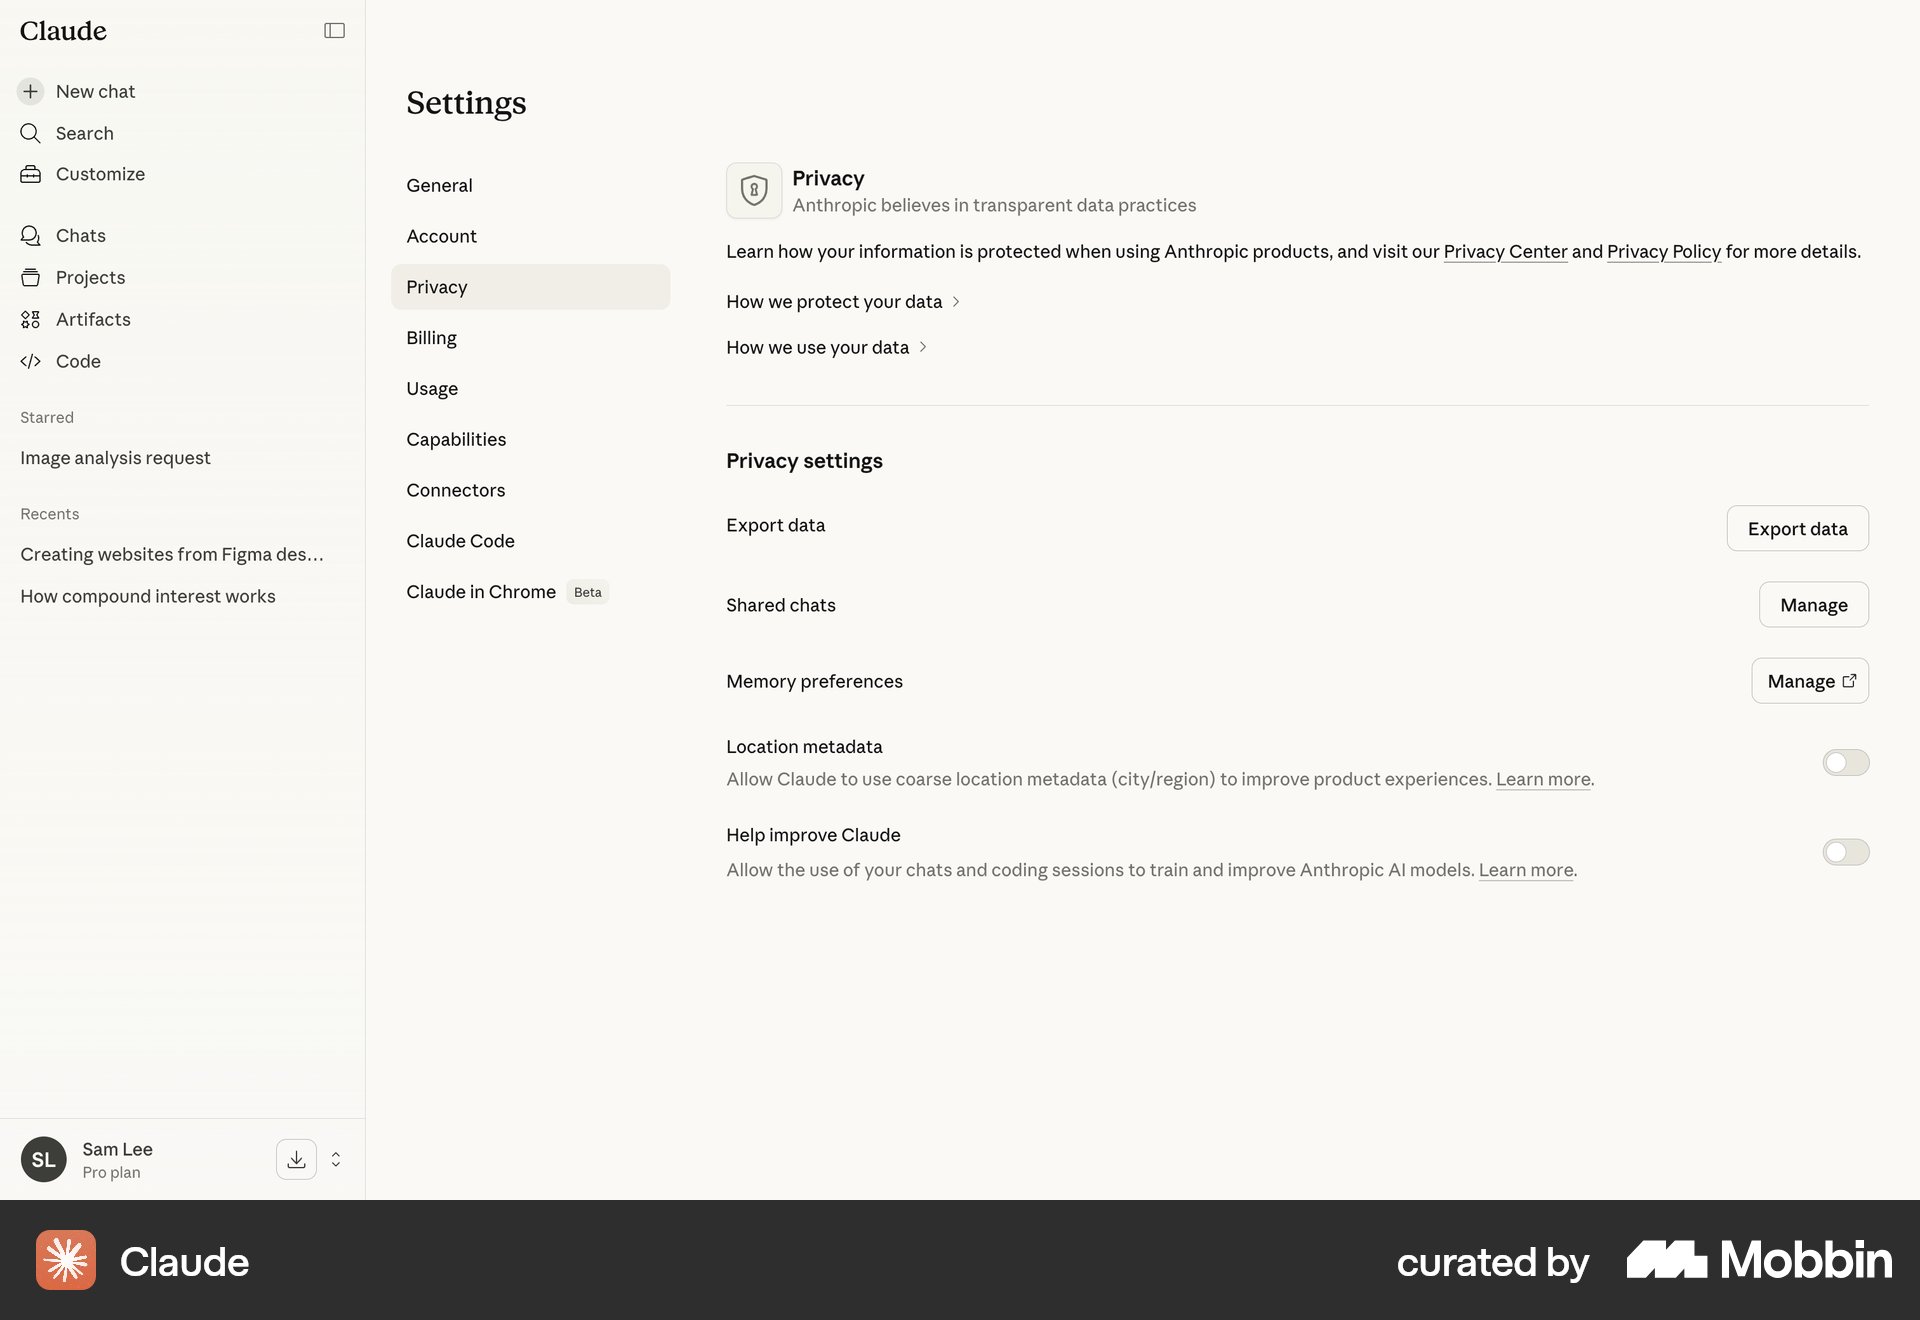 Claude
New chat
Search
Customize
Chats
Projects
Artifacts
Code
Starred
Image analysis request
Recents
Creating websites from Figma des...
How compound interest works
SL
Sam Lee
Pro plan
Settings
General
Account
Privacy
Billing
Usage
Capabilities
Connectors
Claude Code
Claude in Chrome Beta
Privacy
Anthropic believes in transparent data practices
Learn how your information is protected when using Anthropic products, and visit our Privacy Center and Privacy Policy for more details.
How we protect your data
How we use your data
Privacy settings
Export data
Export data
Shared chats
Manage
Memory preferences
Manage
Location metadata
Allow Claude to use coarse location metadata (city/region) to improve product experiences. Learn more.
Help improve Claude
Allow the use of your chats and coding sessions to train and improve Anthropic AI models. Learn more.
Claude
curated by Mobbin